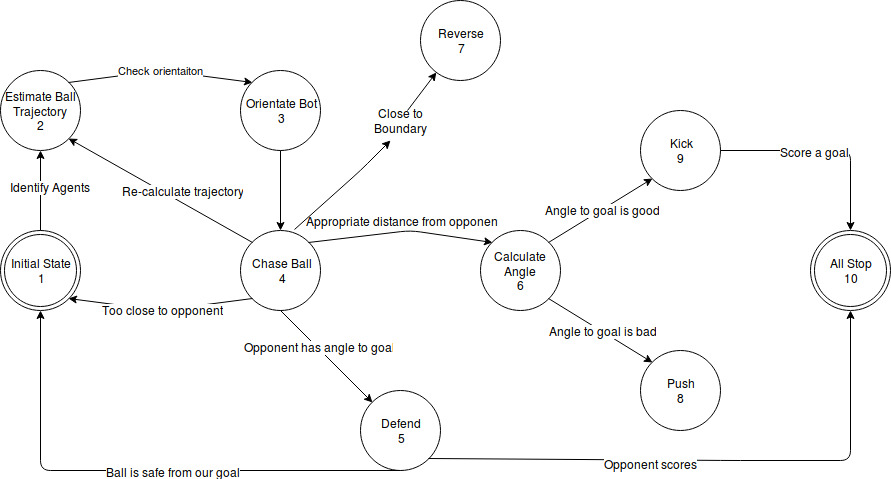 Reverse
7
Check orientaiton
Estimate Ball
Trajectory
2
Orientate Bot
3
Close to
Boundary
Kick
9
Score a goal
Identify Agents
Re-calculate trajectory
Angle to goal is good
Appropriate distance from opponen
Initial State
1
Chase Ball
4
Calculate
Angle
6
All Stop
10
Too close to opponent
Angle to goal is bad
Opponent has angle to goal
Push
8
Defend
5
Opponent scores
Ball is safe from our goal